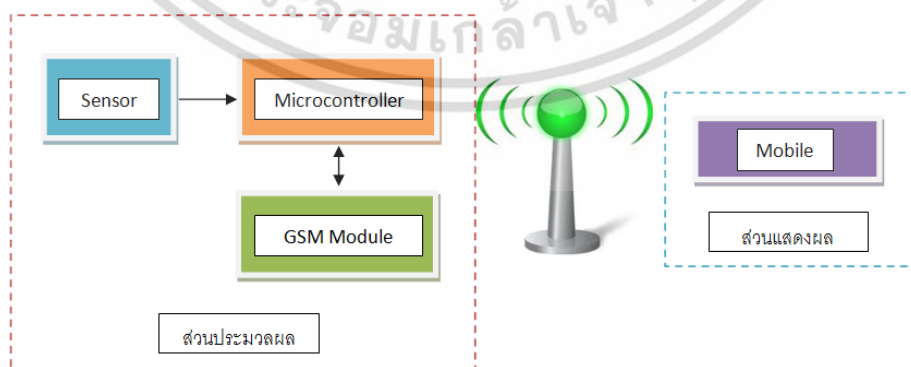 Sensor
Microcontroller
GSM Module
ส่วนประมวลผล
Mobile
ส่วนแสดงผล